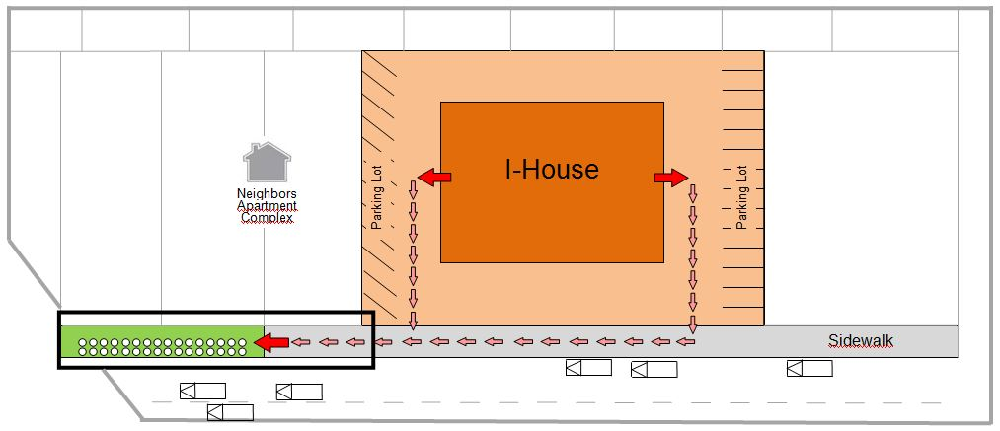 I-House
Parking Lot
Parking Lot
Neighbors
Apartment
Complex
Sidewalk